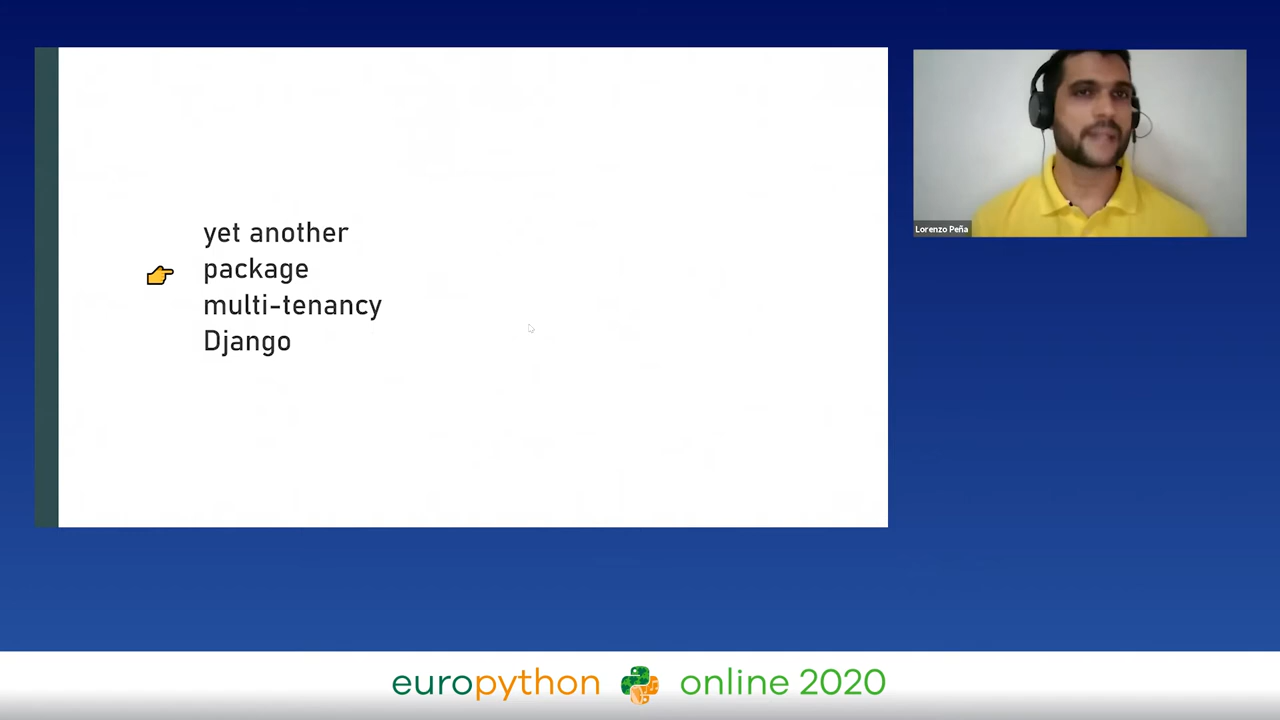 yet another
package
multi-tenancy
Django
Lorenzo Peña
europython online 2020